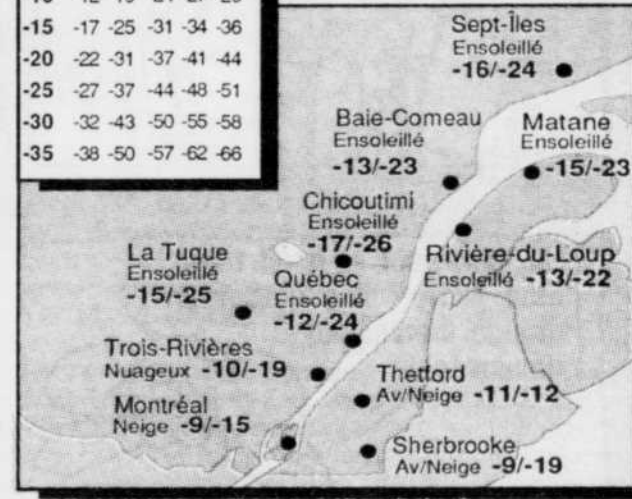 -15 -17 -25 -31 -34 -36
-20 -22 -31 -37 -41 -44
-25 -27 -37 -44 -48 -51
-30 -32 -43 -50 -55 -58
-35 -38 -50 -57 -62 -66
Sept-Îles
Ensoleillé
-16/-24
Baie-Comeau
Ensoleillé
-13/-23
Matane
Ensoleillé
-15/-23
Chicoutimi
Ensoleillé
-17/-26
Rivière-du-Loup
Ensoleillé -13/-22
La Tuque
Ensoleillé
-15/-25
Québec
Ensoleillé
-12/-24
Trois-Rivières
Nuageux -10/-19
Thetford
Av/Neige -11/-12
Montréal
Neige -9/-15
Sherbrooke
Av/Neige -9/-19